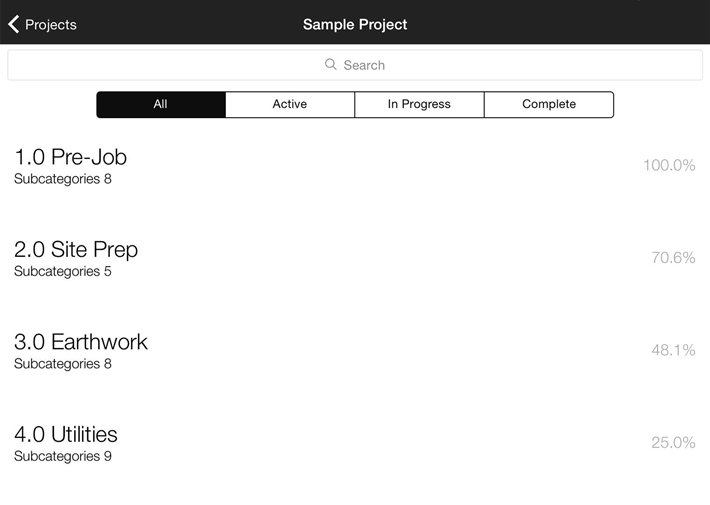 Projects
Sample Project
Search
All
Active
In Progress
Complete
1.0 Pre-Job
Subcategories 8
100.0%
2.0 Site Prep
Subcategories 5
70.6%
3.0 Earthwork
Subcategories 8
48.1%
4.0 Utilities
Subcategories 9
25.0%